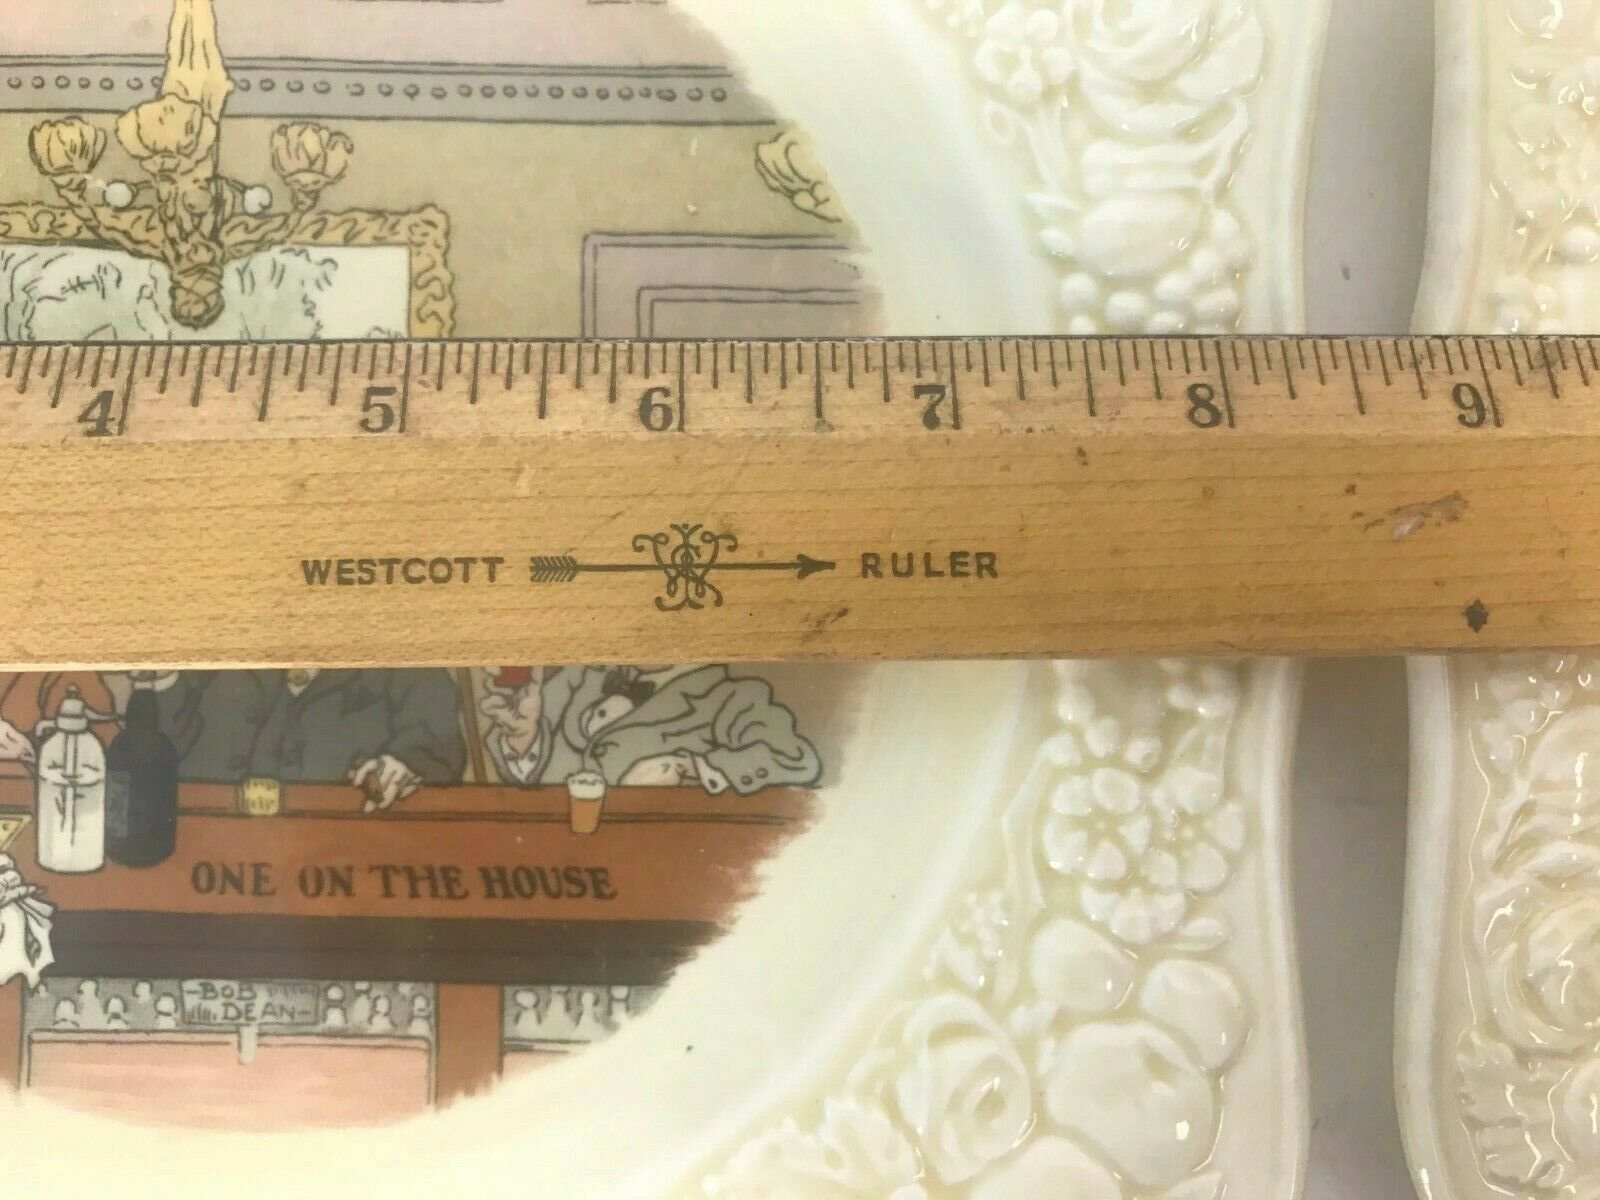 4 5 6 7 8 9
WESTCOTT RULER
ONE ON THE HOUSE
-BOB
DEAN-